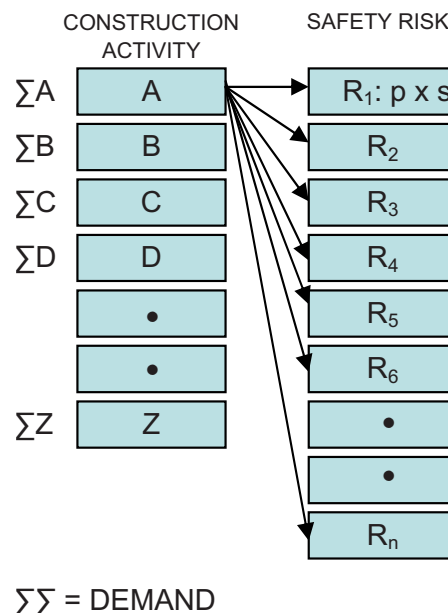 CONSTRUCTION
ACTIVITY
SAFETY RISK
∑A A R₁: p x s
∑B B R₂
∑C C R₃
∑D D R₄
• R₅
• R₆
∑Z Z •
•
Rₙ
∑∑ = DEMAND